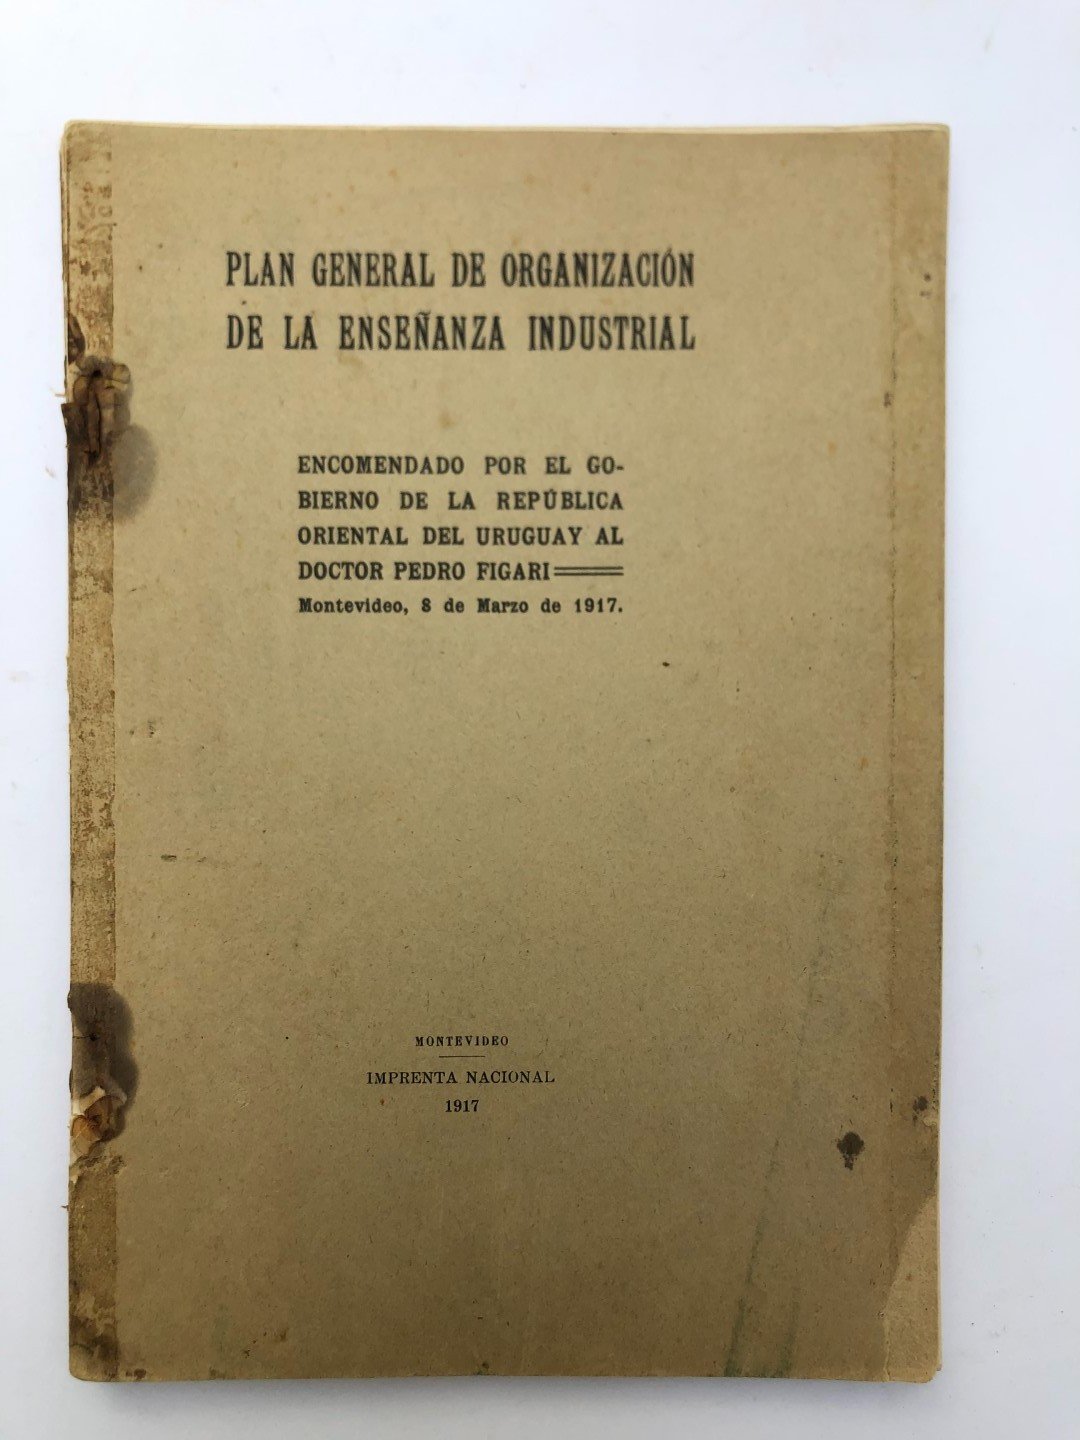 PLAN GENERAL DE ORGANIZACIÓN
DE LA ENSEÑANZA INDUSTRIAL
ENCOMENDADO POR EL GO-
BIERNO DE LA REPÚBLICA
ORIENTAL DEL URUGUAY AL
DOCTOR PEDRO FIGARI
Montevideo, 8 de Marzo de 1917.
MONTEVIDEO
IMPRENTA NACIONAL
1917